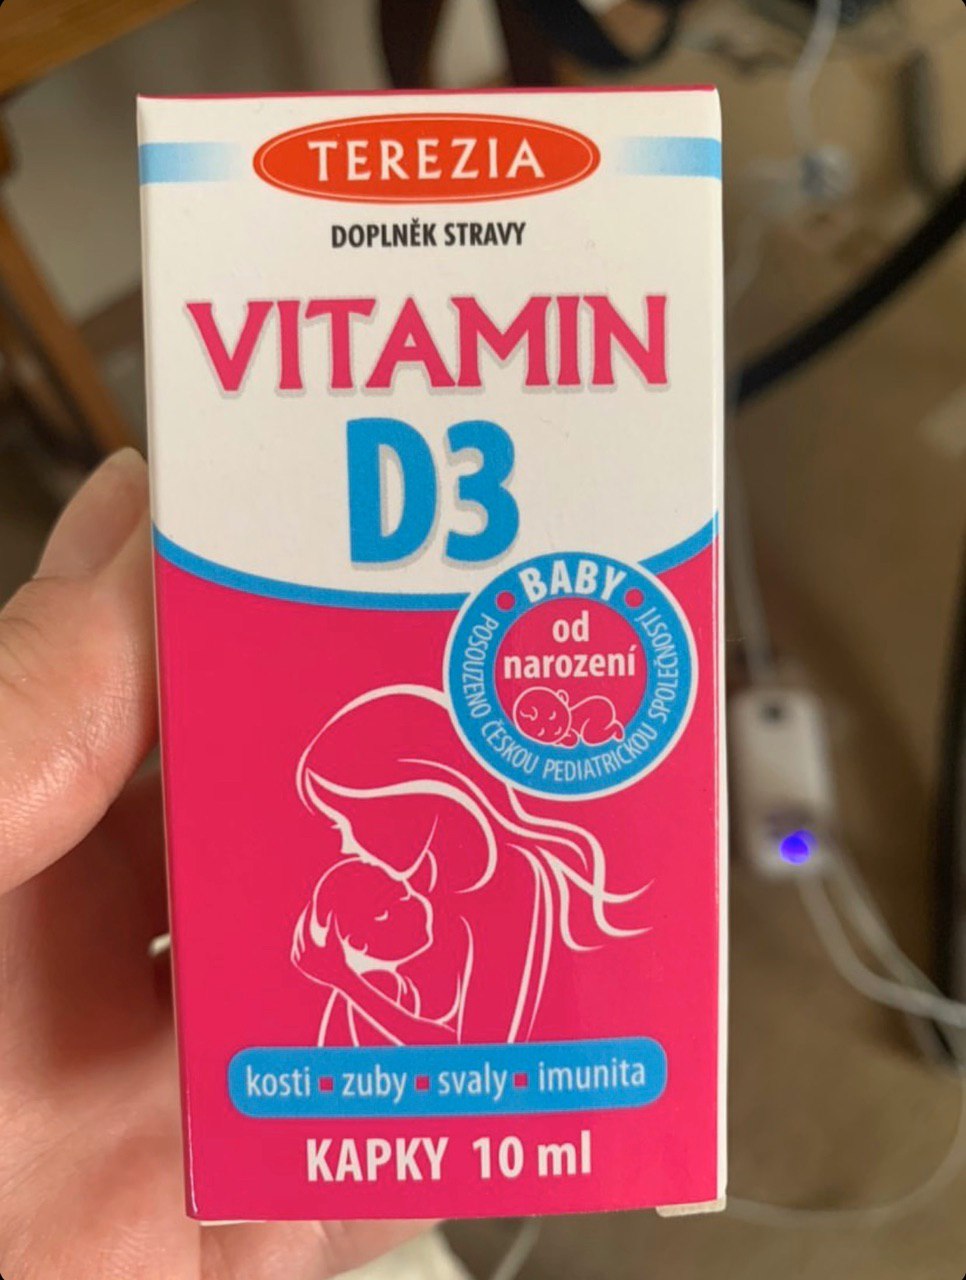 TEREZIA
DOPLNĚK STRAVY
VITAMIN
D3
BABY
od
narození
POSOUZENO ČESKOU PEDIATRICKOU SPOLEČNOSTÍ
kosti ▪ zuby ▪ svaly ▪ imunita
KAPKY 10 ml